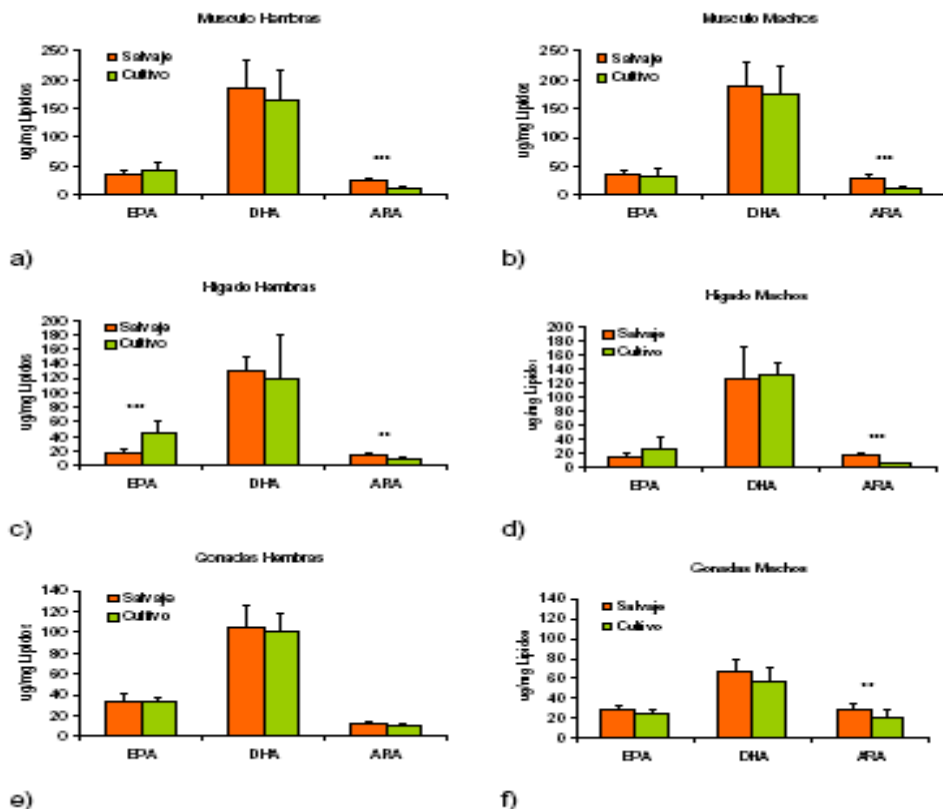 Musculo Hembras
250
200
150
100
50
0
ug/mg Lipidos
Salvaje
Cultivo
***
EPA DHA ARA
a)
Musculo Machos
250
200
150
100
50
0
ug/mg Lipidos
Salvaje
Cultivo
***
EPA DHA ARA
b)
Higado Hembras
200
180
160
140
120
100
80
60
40
20
0
ug/mg Lipidos
Salvaje
Cultivo
***
**
EPA DHA ARA
c)
Higado Machos
200
180
160
140
120
100
80
60
40
20
0
ug/mg Lipidos
Salvaje
Cultivo
***
EPA DHA ARA
d)
Gonadas Hembras
140
120
100
80
60
40
20
0
ug/mg Lipidos
Salvaje
Cultivo
EPA DHA ARA
e)
Gonadas Machos
140
120
100
80
60
40
20
0
ug/mg Lipidos
Salvaje
Cultivo
**
EPA DHA ARA
f)